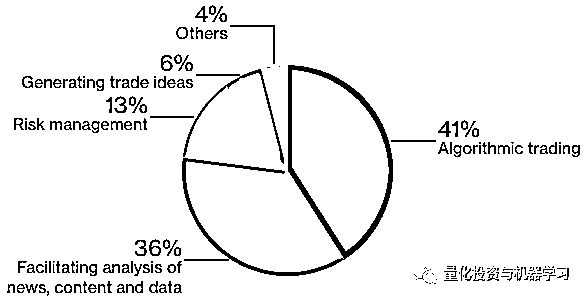 4%
Others
6%
Generating trade ideas
13%
Risk management
41%
Algorithmic trading
36%
Facilitating analysis of
news, content and data
量化投资与机器学习